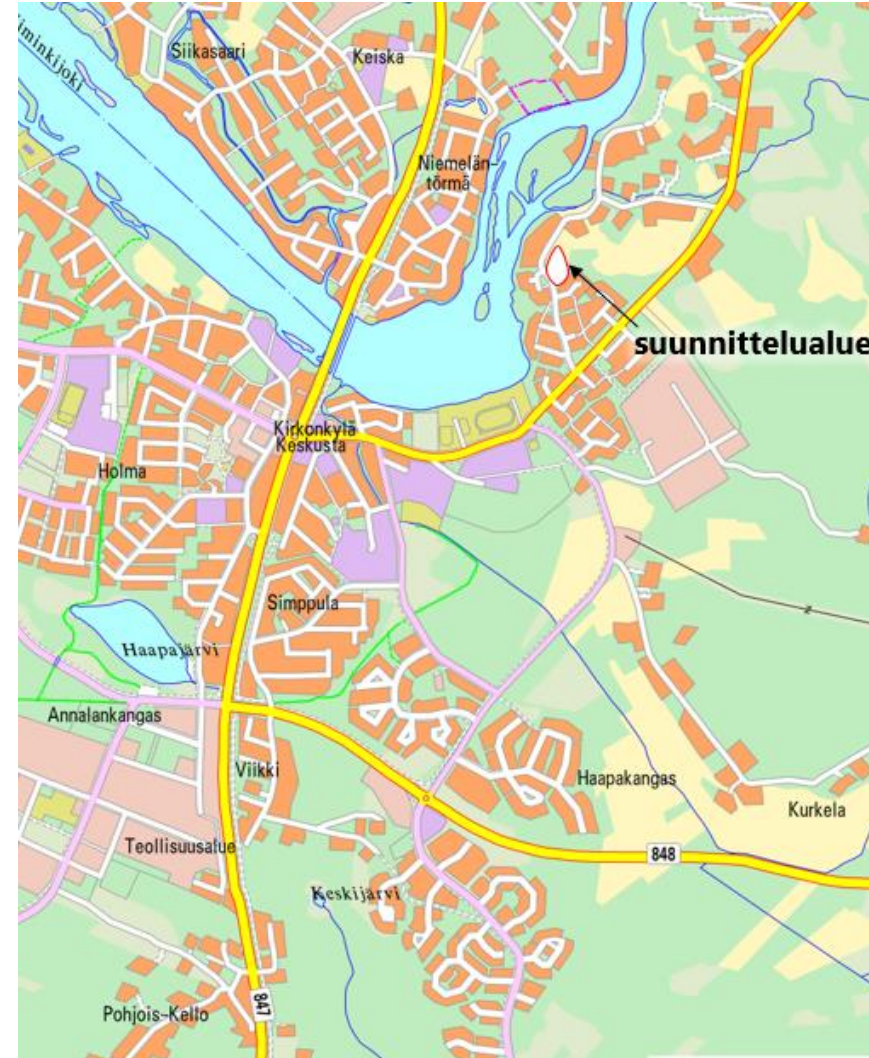 Siikasaari
Keiska
iiminkijoki
Niemelän-
törmä
suunnittelualue
Kirkonkylä
Keskusta
Holma
Simppula
Haapajärvi
Annalankangas
Viikki
Haapakangas
Kurkela
Teollisuusalue
848
Keskijärvi
847
Pohjois-Kello